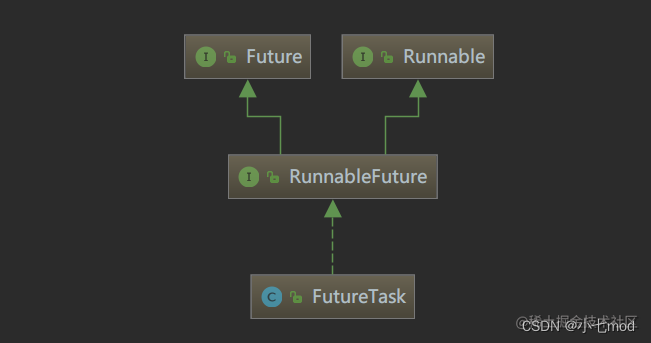 I Future
I Runnable
I RunnableFuture
C FutureTask
@稀土掘金技术社区
CSDN @小七mod